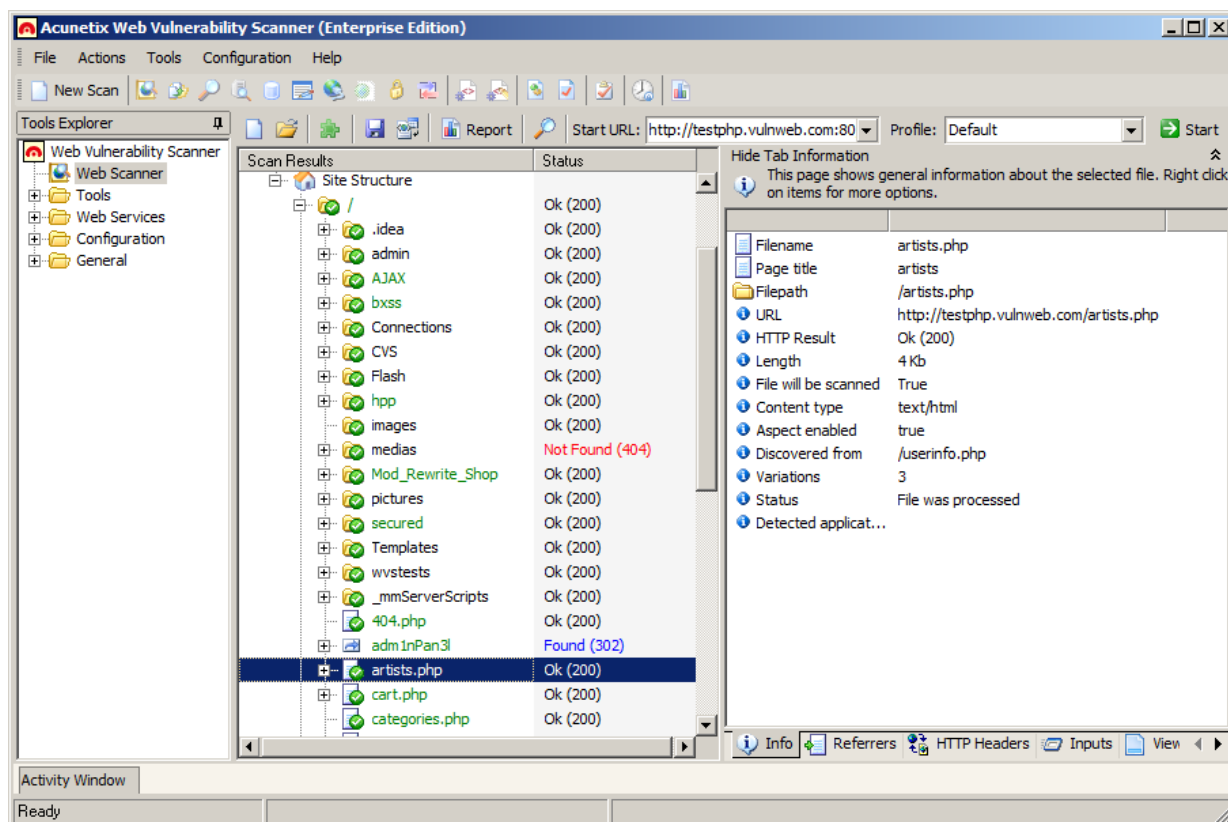 Acunetix Web Vulnerability Scanner (Enterprise Edition)
File Actions Tools Configuration Help
New Scan
Tools Explorer
Report
Start URL: http://testphp.vulnweb.com:80
Profile: Default
Start
Web Vulnerability Scanner
Web Scanner
Tools
Web Services
Configuration
General
Scan Results Status
Site Structure
/ Ok (200)
.idea Ok (200)
admin Ok (200)
AJAX Ok (200)
bxss Ok (200)
Connections Ok (200)
CVS Ok (200)
Flash Ok (200)
hpp Ok (200)
images Ok (200)
medias Not Found (404)
Mod_Rewrite_Shop Ok (200)
pictures Ok (200)
secured Ok (200)
Templates Ok (200)
wvstests Ok (200)
_mmServerScripts Ok (200)
404.php Ok (200)
adm1nPan3l Found (302)
artists.php Ok (200)
cart.php Ok (200)
categories.php Ok (200)
Hide Tab Information
This page shows general information about the selected file. Right click
on items for more options.
Filename artists.php
Page title artists
Filepath /artists.php
URL http://testphp.vulnweb.com/artists.php
HTTP Result Ok (200)
Length 4 Kb
File will be scanned True
Content type text/html
Aspect enabled true
Discovered from /userinfo.php
Variations 3
Status File was processed
Detected applicat...
Info Referrers HTTP Headers Inputs View
Activity Window
Ready